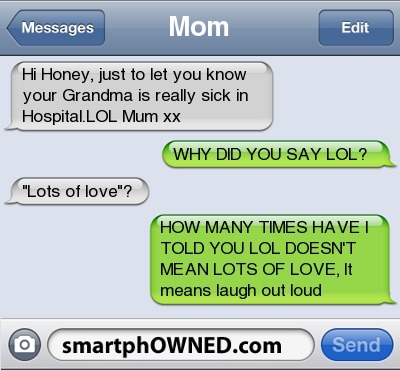 Messages
Mom
Edit
Hi Honey, just to let you know
your Grandma is really sick in
Hospital.LOL Mum xx
WHY DID YOU SAY LOL?
"Lots of love"?
HOW MANY TIMES HAVE I
TOLD YOU LOL DOESN'T
MEAN LOTS OF LOVE, It
means laugh out loud
smartphOWNED.com
Send